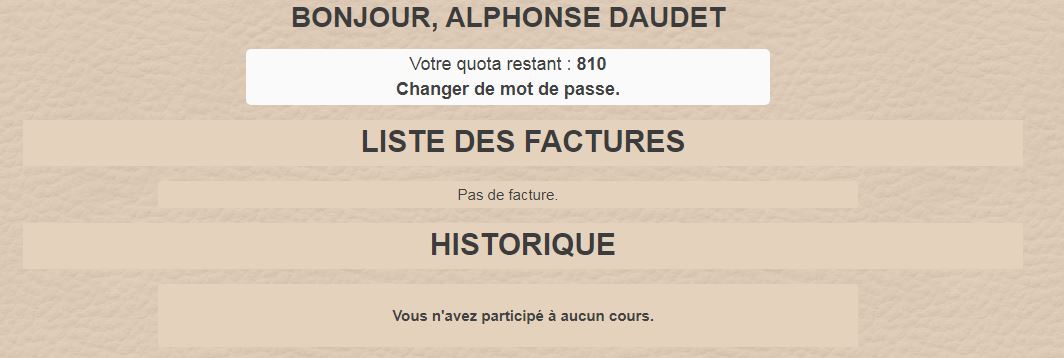 BONJOUR, ALPHONSE DAUDET
Votre quota restant : 810
Changer de mot de passe.
LISTE DES FACTURES
Pas de facture.
HISTORIQUE
Vous n'avez participé à aucun cours.